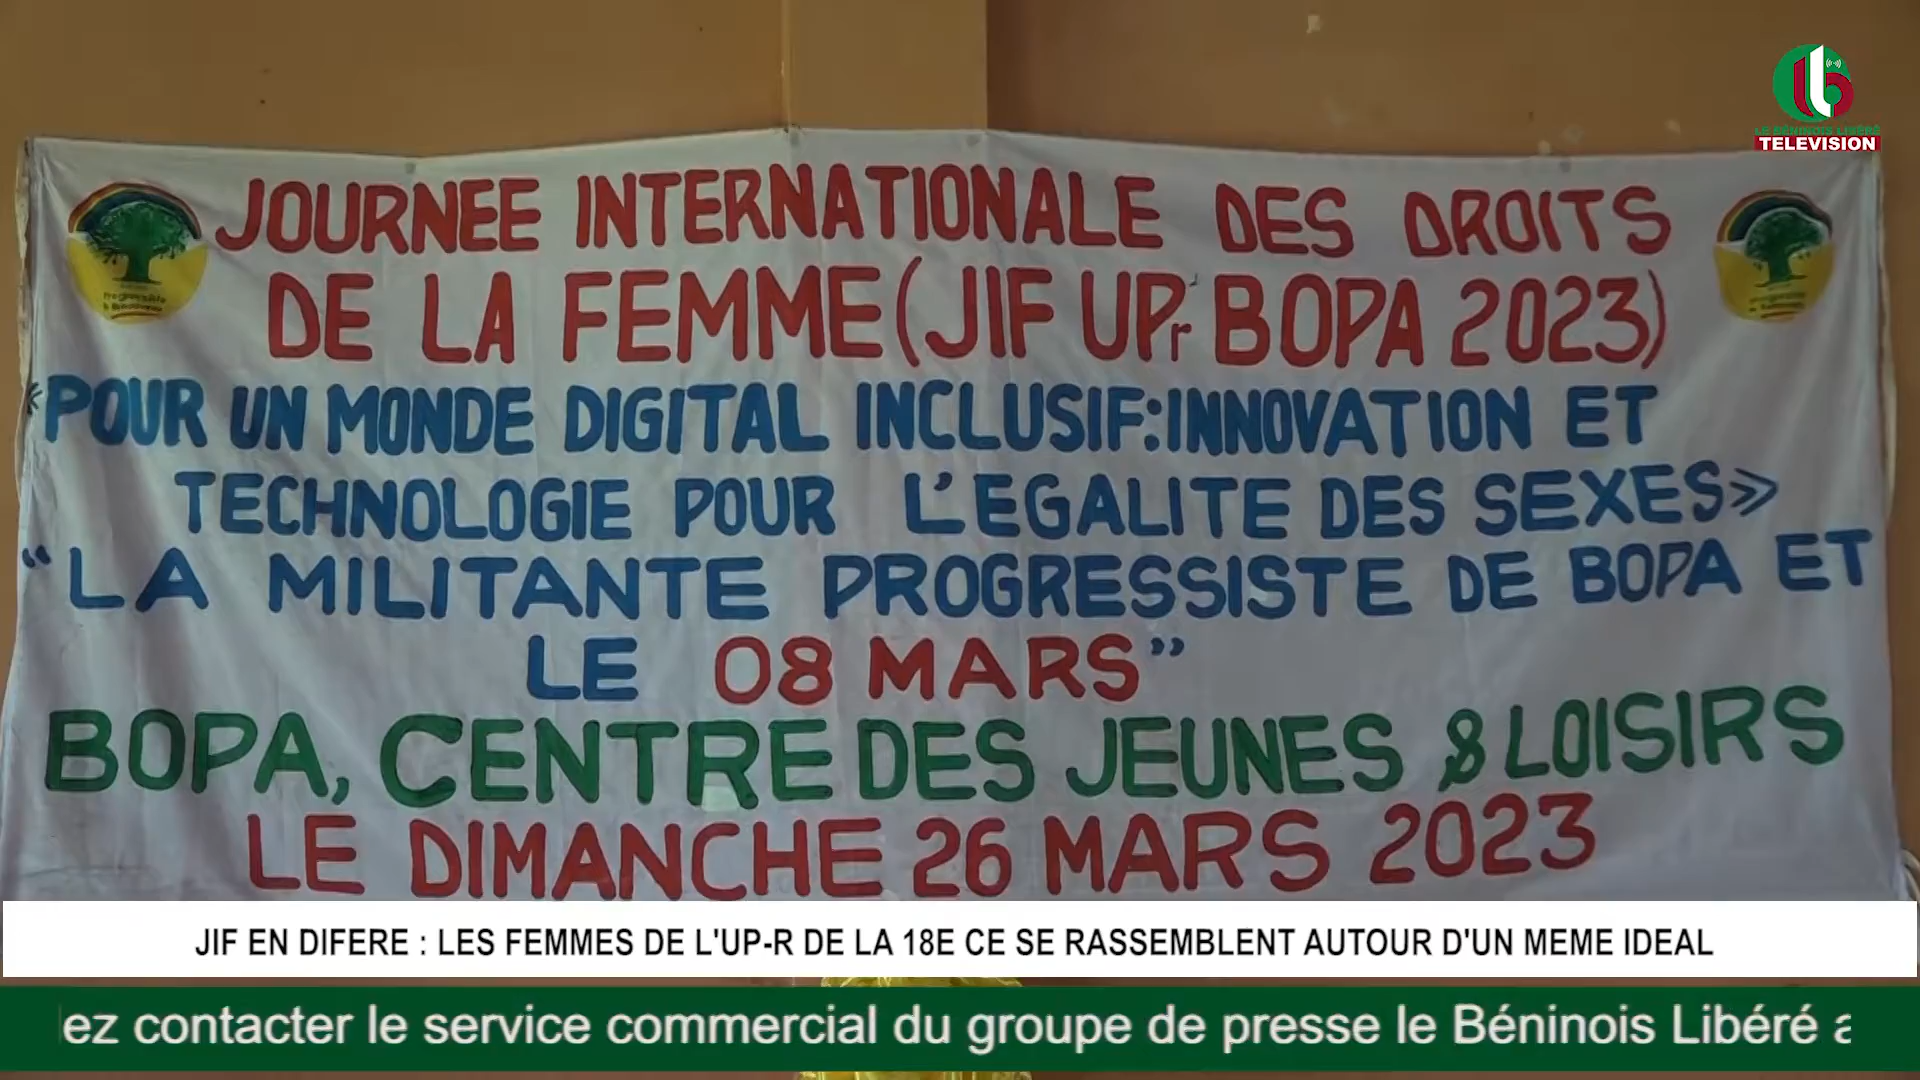 LE BÉNINOIS LIBÉRÉ
TELEVISION
JOURNEE INTERNATIONALE DES DROITS
DE LA FEMME (JIF UPr BOPA 2023)
«POUR UN MONDE DIGITAL INCLUSIF: INNOVATION ET
TECHNOLOGIE POUR L'EGALITE DES SEXES»
"LA MILITANTE PROGRESSISTE DE BOPA ET
LE 08 MARS"
BOPA, CENTRE DES JEUNES & LOISIRS
LE DIMANCHE 26 MARS 2023
JIF EN DIFERE : LES FEMMES DE L'UP-R DE LA 18E CE SE RASSEMBLENT AUTOUR D'UN MEME IDEAL
ez contacter le service commercial du groupe de presse le Béninois Libéré a